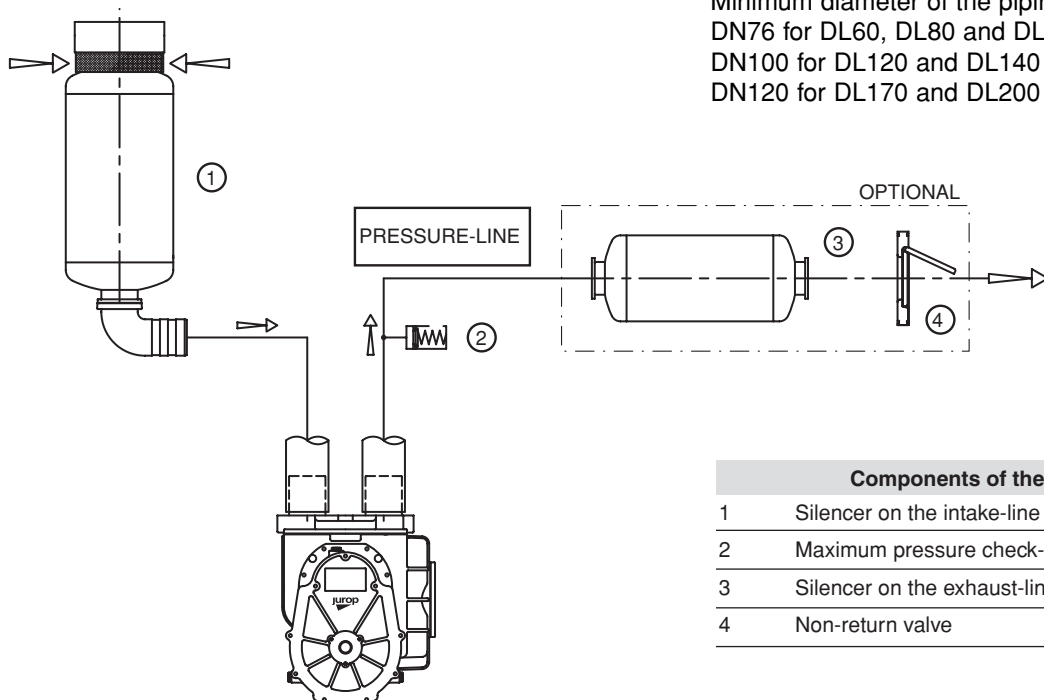 Minimum diameter of the pipin
DN76 for DL60, DL80 and DL
DN100 for DL120 and DL140
DN120 for DL170 and DL200
1
OPTIONAL
PRESSURE-LINE
3
2
4
jurop
Components of the
1 Silencer on the intake-line
2 Maximum pressure check-
3 Silencer on the exhaust-lin
4 Non-return valve